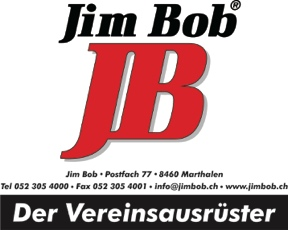 Jim Bob®
JB
Jim Bob • Postfach 77 • 8460 Marthalen
Tel 052 305 4000 • Fax 052 305 4001 • info@jimbob.ch • www.jimbob.ch
Der Vereinsausrüster